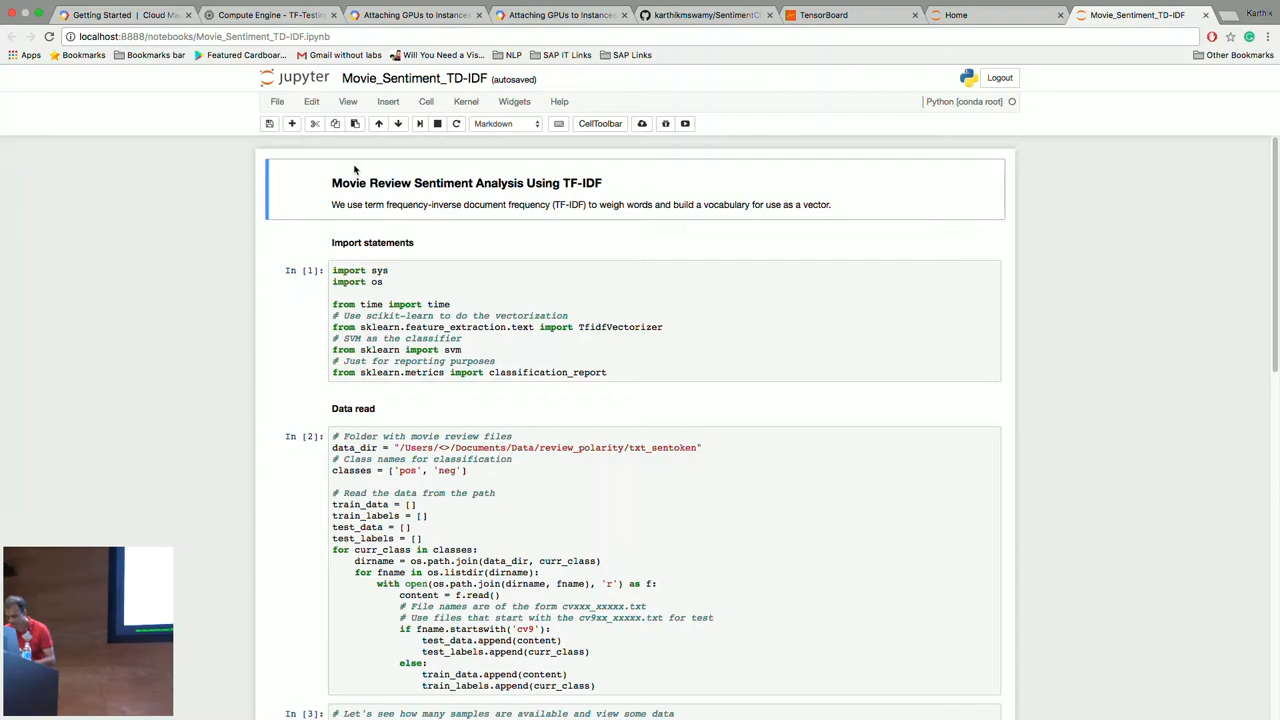 Getting Started | Cloud Ma
Compute Engine - TF-Testin
Attaching GPUs to Instances
Attaching GPUs to Instances
karthikmswamy/SentimentCl
TensorBoard
Home
Movie_Sentiment_TD-IDF
Karthik
localhost:8888/notebooks/Movie_Sentiment_TD-IDF.ipynb
Apps
Bookmarks
Bookmarks bar
Featured Cardboar...
Gmail without labs
Will You Need a Vis...
NLP
SAP IT Links
SAP Links
Other Bookmarks
jupyter Movie_Sentiment_TD-IDF (autosaved)
Logout
File Edit View Insert Cell Kernel Widgets Help
Python [conda root]
Markdown
CellToolbar
Movie Review Sentiment Analysis Using TF-IDF
We use term frequency-inverse document frequency (TF-IDF) to weigh words and build a vocabulary for use as a vector.
Import statements
In [1]: import sys
import os
from time import time
# Use scikit-learn to do the vectorization
from sklearn.feature_extraction.text import TfidfVectorizer
# SVM as the classifier
from sklearn import svm
# Just for reporting purposes
from sklearn.metrics import classification_report
Data read
In [2]: # Folder with movie review files
data_dir = "/Users/<>/Documents/Data/review_polarity/txt_sentoken"
# Class names for classification
classes = ['pos', 'neg']
# Read the data from the path
train_data = []
train_labels = []
test_data = []
test_labels = []
for curr_class in classes:
dirname = os.path.join(data_dir, curr_class)
for fname in os.listdir(dirname):
with open(os.path.join(dirname, fname), 'r') as f:
content = f.read()
# File names are of the form cvxxx_xxxxx.txt
# Use files that start with the cv9xx_xxxxx.txt for test
if fname.startswith('cv9'):
test_data.append(content)
test_labels.append(curr_class)
else:
train_data.append(content)
train_labels.append(curr_class)
In [3]: # Let's see how many samples are available and view some data